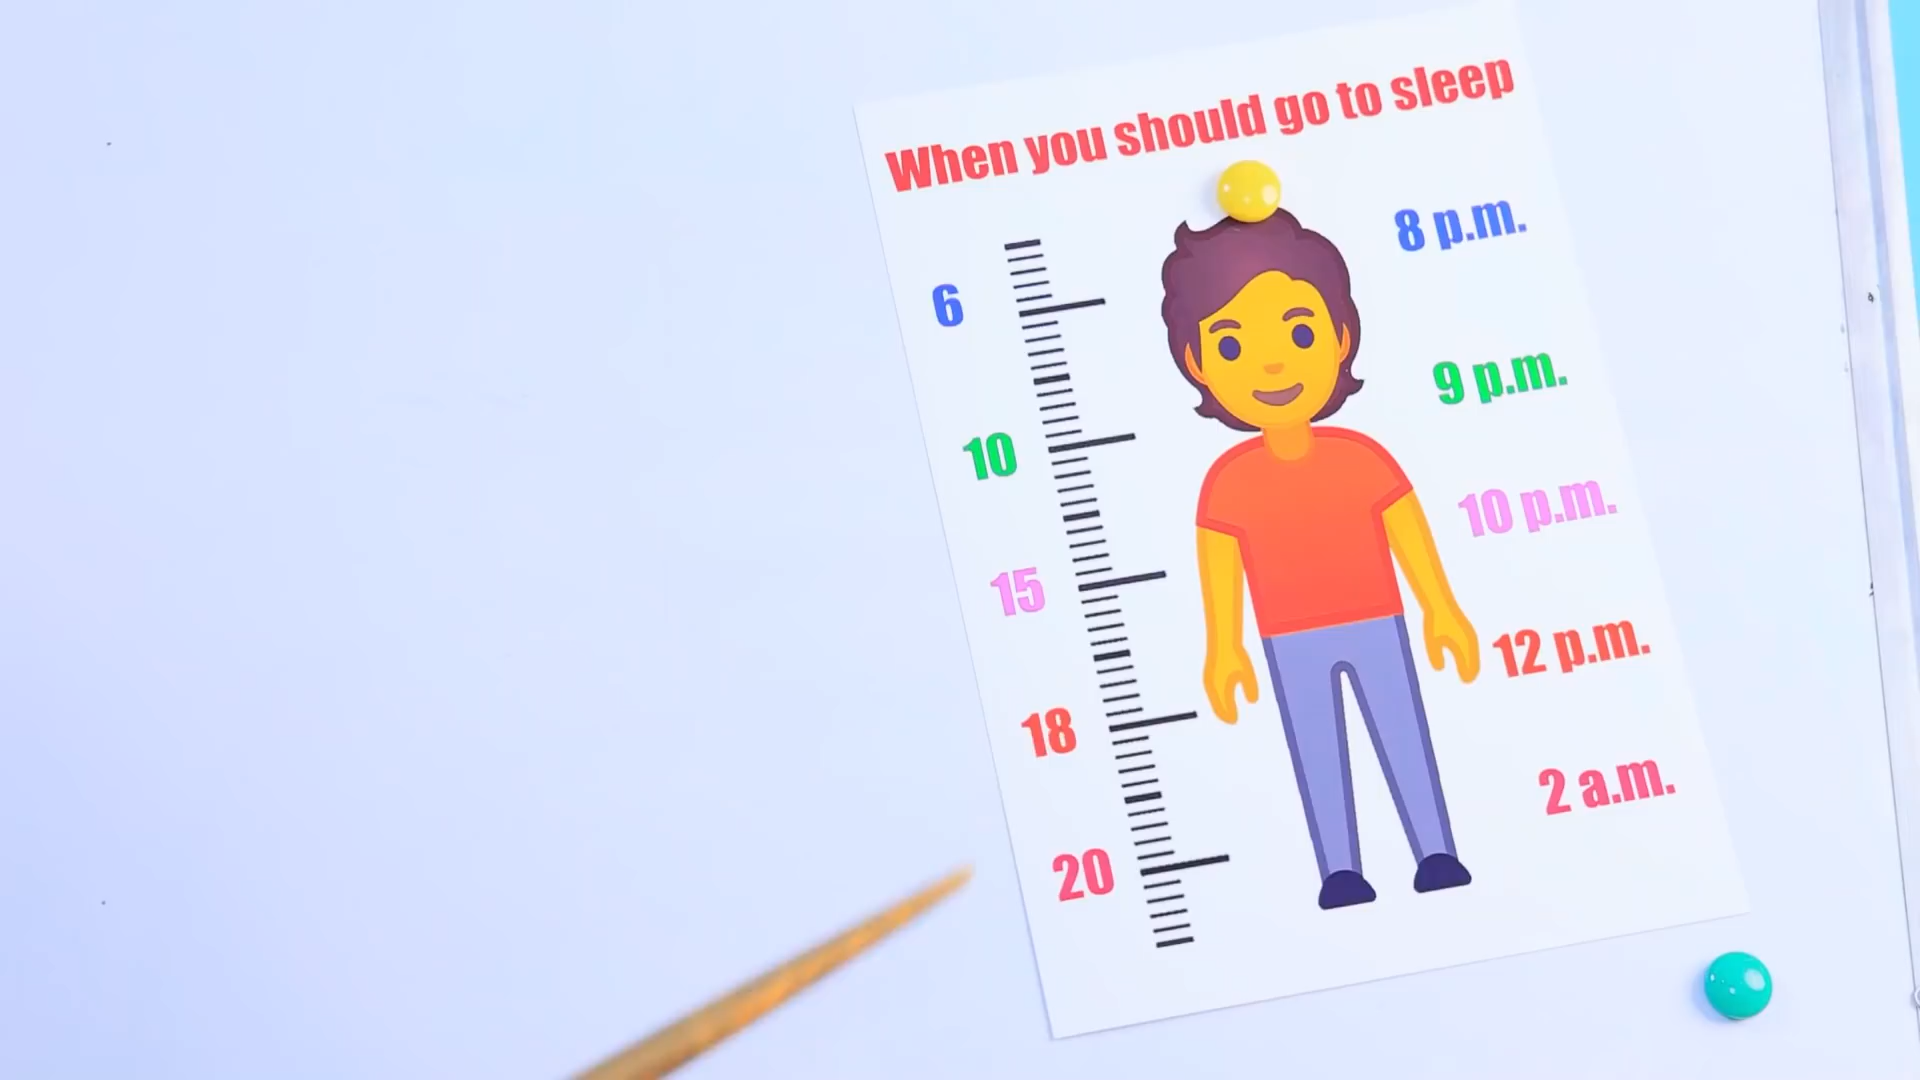 When you should go to sleep
6 8 p.m.
10 9 p.m.
15 10 p.m.
18 12 p.m.
20 2 a.m.